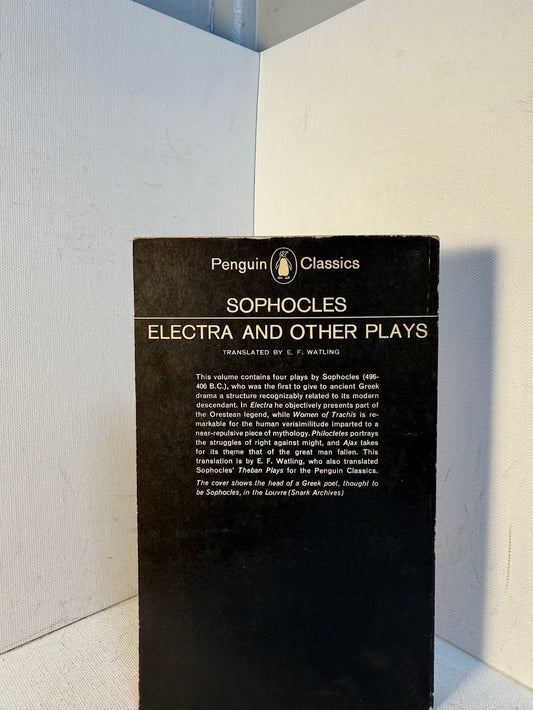 Penguin Classics
SOPHOCLES
ELECTRA AND OTHER PLAYS
TRANSLATED BY E. F. WATLING
This volume contains four plays by Sophocles (496-
406 B.C.), who was the first to give to ancient Greek
drama a structure recognizably related to its modern
descendant. In Electra he objectively presents part of
the Orestean legend, while Women of Trachis is re-
markable for the human verisimilitude imparted to a
near-repulsive piece of mythology. Philoctetes portrays
the struggles of right against might, and Ajax takes
for its theme that of the great man fallen. This
translation is by E. F. Watling, who also translated
Sophocles' Theban Plays for the Penguin Classics.
The cover shows the head of a Greek poet, thought to
be Sophocles, in the Louvre (Snark Archives)